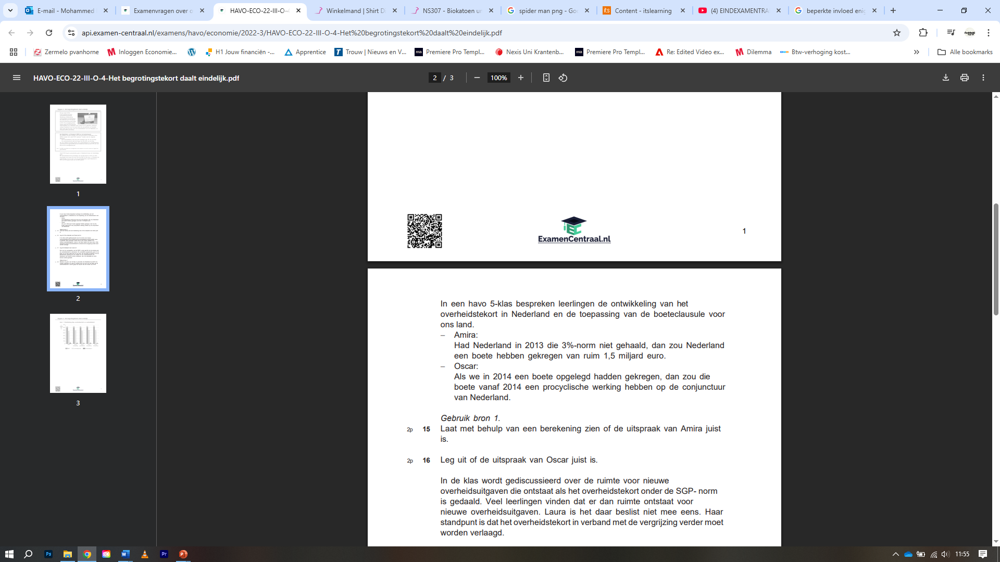 E-mail - Mohammed
Examenvragen over o
HAVO-ECO-22-III-O-4
Winkelmand | Shirt D
NS307 - Biokatoen un
spider man png - Goo
Content - itslearning
(4) EINDEXAMENTRA
beperkte invloed enig
api.examen-centraal.nl/examens/havo/economie/2022-3/HAVO-ECO-22-III-O-4-Het%20begrotingstekort%20daalt%20eindelijk.pdf
Zermelo pvanhorne
Inloggen Economie...
H1 Jouw financiën -...
Apprentice
Trouw | Nieuws en V...
Premiere Pro Templ...
Nexis Uni Krantenb...
Premiere Pro Templ...
Re: Edited Video ex...
Dilemma
Btw-verhoging kost...
Alle bookmarks
HAVO-ECO-22-III-O-4-Het begrotingstekort daalt eindelijk.pdf
2 / 3
100%
1
2
3
ExamenCentraal.nl
1
In een havo 5-klas bespreken leerlingen de ontwikkeling van het
overheidstekort in Nederland en de toepassing van de boeteclausule voor
ons land.
– Amira:
Had Nederland in 2013 die 3%-norm niet gehaald, dan zou Nederland
een boete hebben gekregen van ruim 1,5 miljard euro.
– Oscar:
Als we in 2014 een boete opgelegd hadden gekregen, dan zou die
boete vanaf 2014 een procyclische werking hebben op de conjunctuur
van Nederland.
Gebruik bron 1.
2p 15 Laat met behulp van een berekening zien of de uitspraak van Amira juist
is.
2p 16 Leg uit of de uitspraak van Oscar juist is.
In de klas wordt gediscussieerd over de ruimte voor nieuwe
overheidsuitgaven die ontstaat als het overheidstekort onder de SGP- norm
is gedaald. Veel leerlingen vinden dat er dan ruimte ontstaat voor
nieuwe overheidsuitgaven. Laura is het daar beslist niet mee eens. Haar
standpunt is dat het overheidstekort in verband met de vergrijzing verder moet
worden verlaagd.
11:55